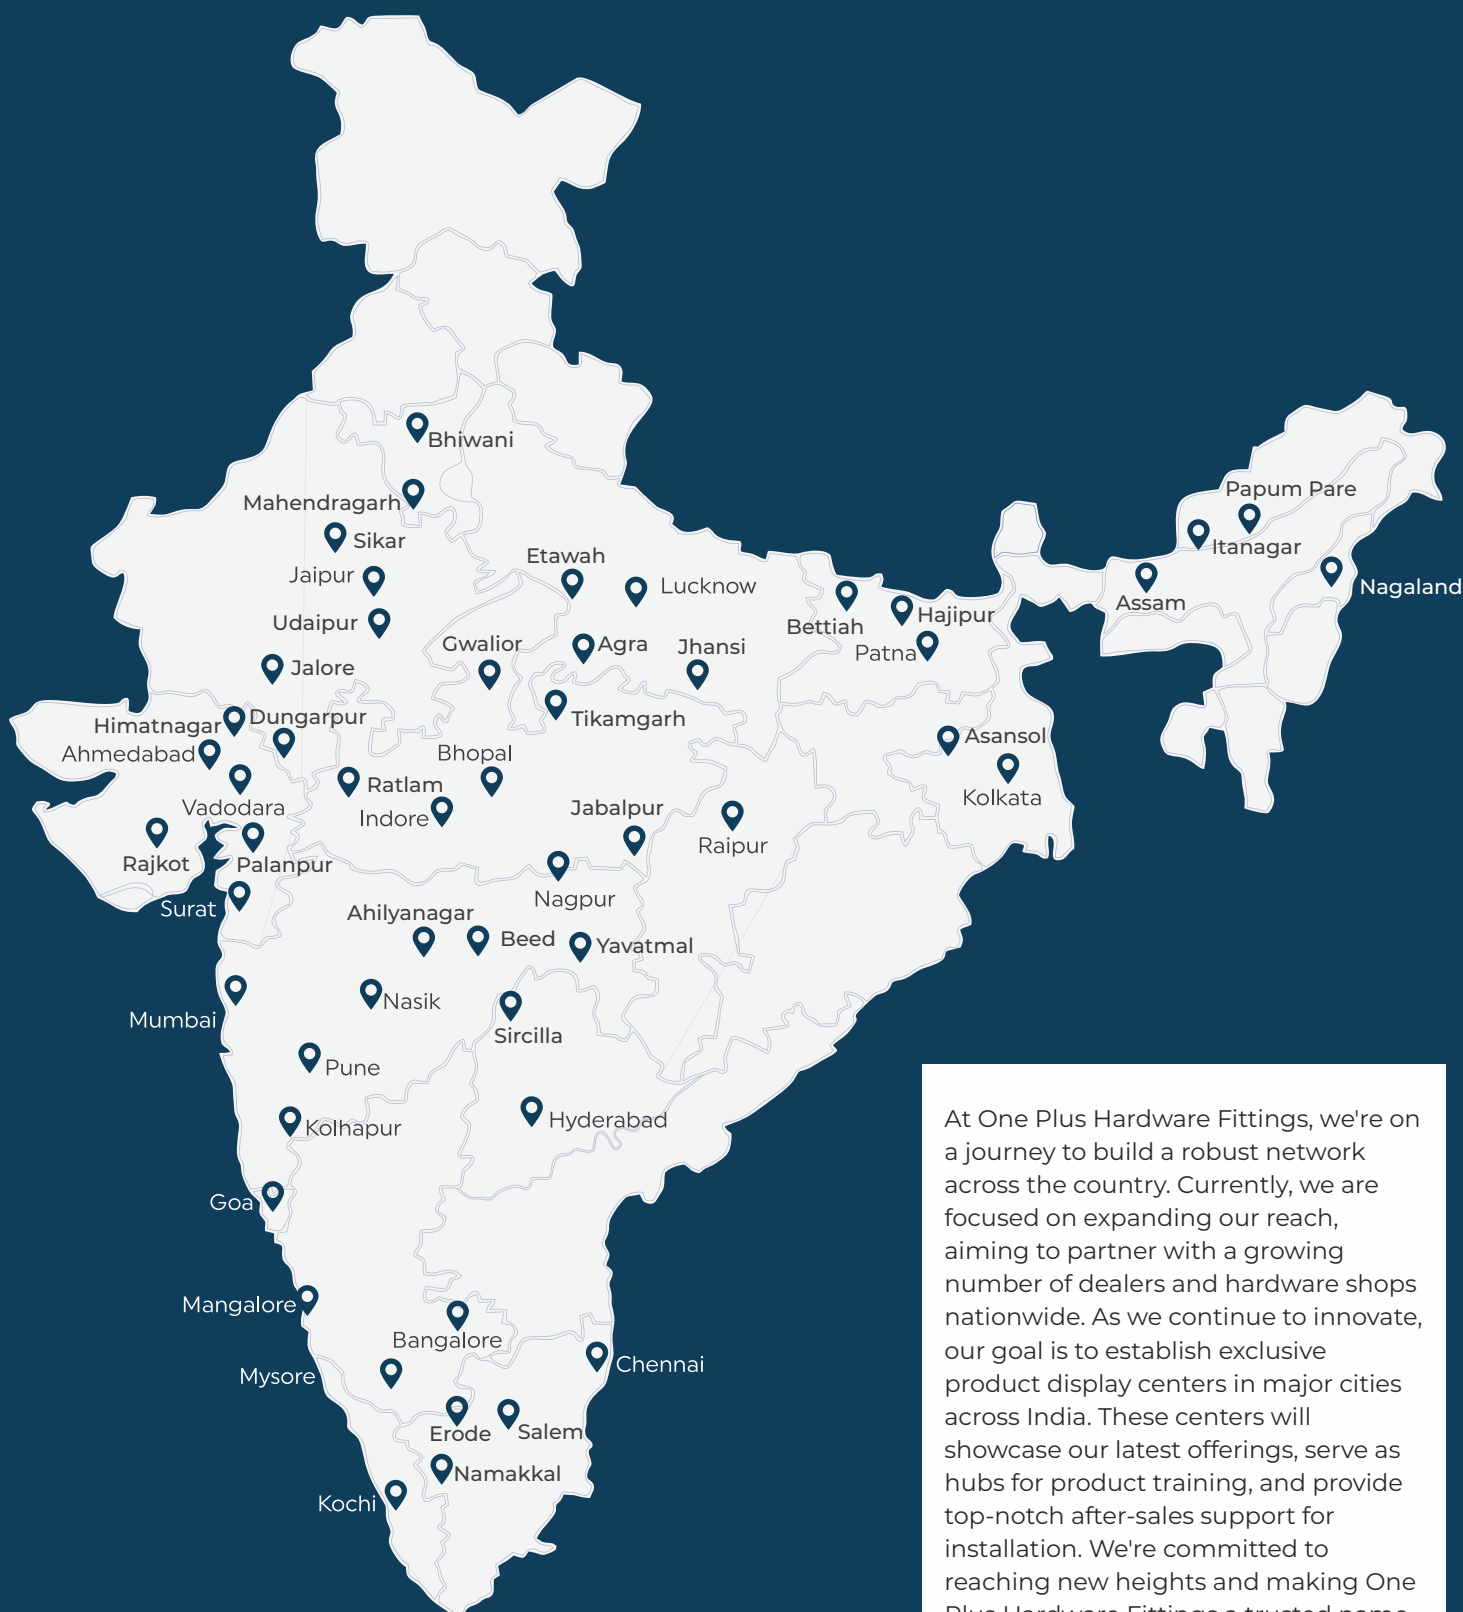 Bhiwani
Mahendragarh
Sikar
Jaipur
Udaipur
Jalore
Etawah
Lucknow
Gwalior
Agra
Jhansi
Tikamgarh
Bettiah
Hajipur
Patna
Papum Pare
Itanagar
Assam
Nagaland
Himatnagar
Dungarpur
Ahmedabad
Vadodara
Rajkot
Palanpur
Surat
Ratlam
Indore
Bhopal
Jabalpur
Raipur
Asansol
Kolkata
Nagpur
Ahilyanagar
Beed
Yavatmal
Mumbai
Nasik
Sircilla
Pune
Kolhapur
Hyderabad
Goa
Mangalore
Bangalore
Mysore
Chennai
Erode
Salem
Namakkal
Kochi
At One Plus Hardware Fittings, we're on
a journey to build a robust network
across the country. Currently, we are
focused on expanding our reach,
aiming to partner with a growing
number of dealers and hardware shops
nationwide. As we continue to innovate,
our goal is to establish exclusive
product display centers in major cities
across India. These centers will
showcase our latest offerings, serve as
hubs for product training, and provide
top-notch after-sales support for
installation. We're committed to
reaching new heights and making One
Plus Hardware Fittings a trusted name